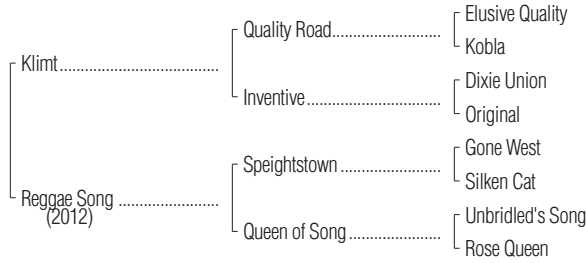 Elusive Quality
Quality Road
Kobla
Klimt
Dixie Union
Inventive
Original
Gone West
Speightstown
Silken Cat
Reggae Song
(2012)
Unbridled's Song
Queen of Song
Rose Queen